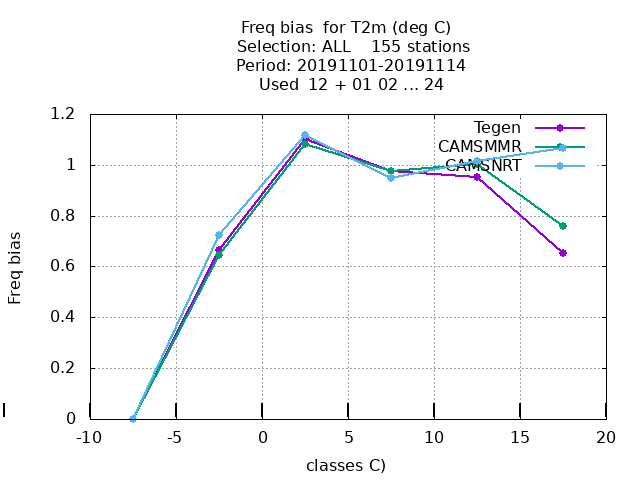 Freq bias  for T2m (deg C)
Selection: ALL    155 stations
Period: 20191101-20191114
Used  12 + 01 02 ... 24
Freq bias
1.2
1
0.8
0.6
0.4
0.2
0
-10
-5
0
5
10
15
20
Tegen
CAMSMMR
CAMSNRT
classes C)